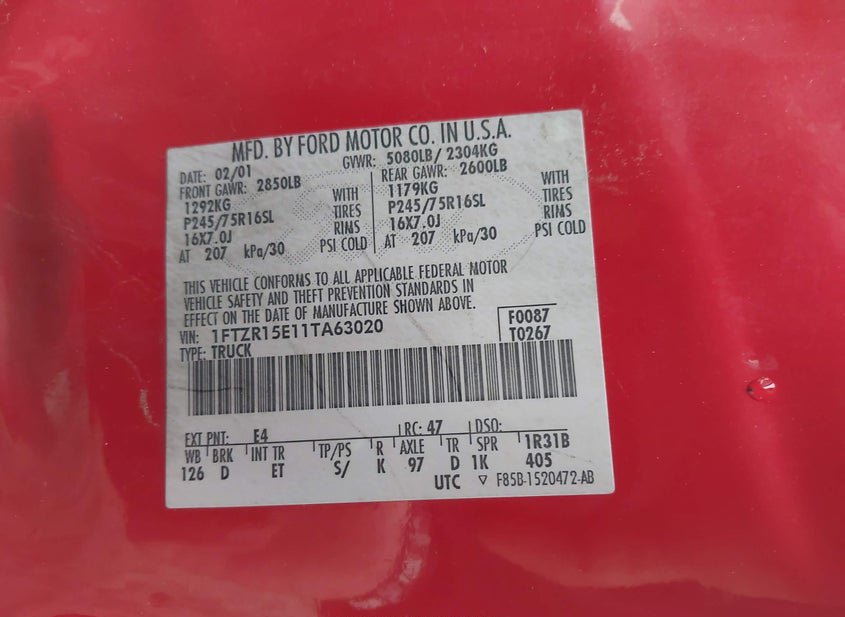 MFD. BY FORD MOTOR CO. IN U.S.A.
DATE: 02/01 GVWR: 5080LB/ 2304KG
FRONT GAWR: 2850LB REAR GAWR: 2600LB
1292KG WITH 1179KG WITH
P245/75R16SL TIRES P245/75R16SL TIRES
16X7.0J RIMS 16X7.0J RIMS
AT 207 kPa/30 PSI COLD AT 207 kPa/30 PSI COLD
THIS VEHICLE CONFORMS TO ALL APPLICABLE FEDERAL MOTOR
VEHICLE SAFETY AND THEFT PREVENTION STANDARDS IN
EFFECT ON THE DATE OF MANUFACTURE SHOWN ABOVE.
VIN: 1FTZR15E11TA63020 F0087
TYPE: TRUCK T0267
EXT PNT: E4 RC: 47 DSO:
WB BRK INT TR TP/PS R AXLE TR SPR 1R31B
126 D ET S/ K 97 D 1K 405
UTC ▽ F85B-1520472-AB